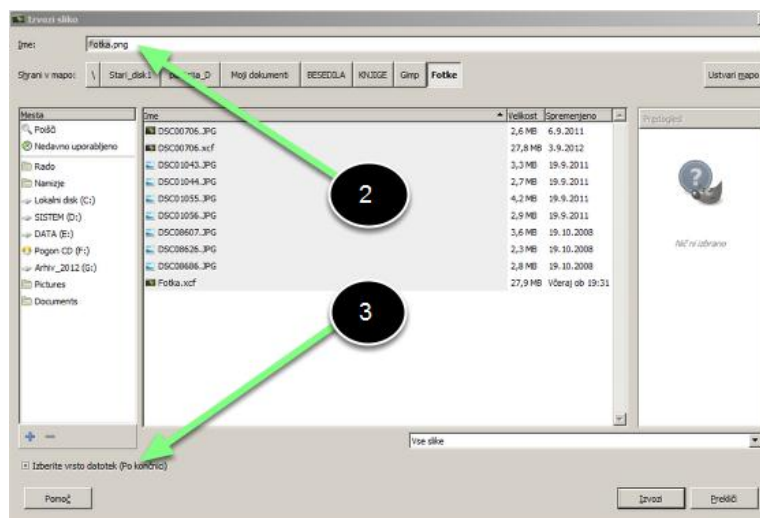 Izvozi sliko
Ime: Fotka.png
Shrani v mapo: \ Stari_disk1 D Moji dokumenti BESEDILA KNJIGE Gimp Fotke Ustvari mapo
Mesta
Poišči
Nedavno uporabljeno
Rado
Namizje
Lokalni disk (C:)
SISTEM (D:)
DATA (E:)
Pogon CD (F:)
Arhiv_2012 (G:)
Pictures
Documents
Ime Velikost Spremenjeno
DSC00706.JPG 2,6 MB 6.9.2011
DSC00706.xcf 27,8 MB 3.9.2012
DSC01043.JPG 3,3 MB 19.9.2011
DSC01044.JPG 2,7 MB 19.9.2011
DSC01055.JPG 4,2 MB 19.9.2011
DSC01056.JPG 2,9 MB 19.9.2011
DSC08607.JPG 3,6 MB 19.10.2008
DSC08626.JPG 2,3 MB 19.10.2008
DSC08686.JPG 2,8 MB 19.10.2008
Fotka.xcf 27,9 MB Včeraj ob 19:31
2
3
Predogled
Nič ni izbrano
Vse slike
Izberite vrsto datotek (Po končnici)
Pomoč Izvozi Prekliči